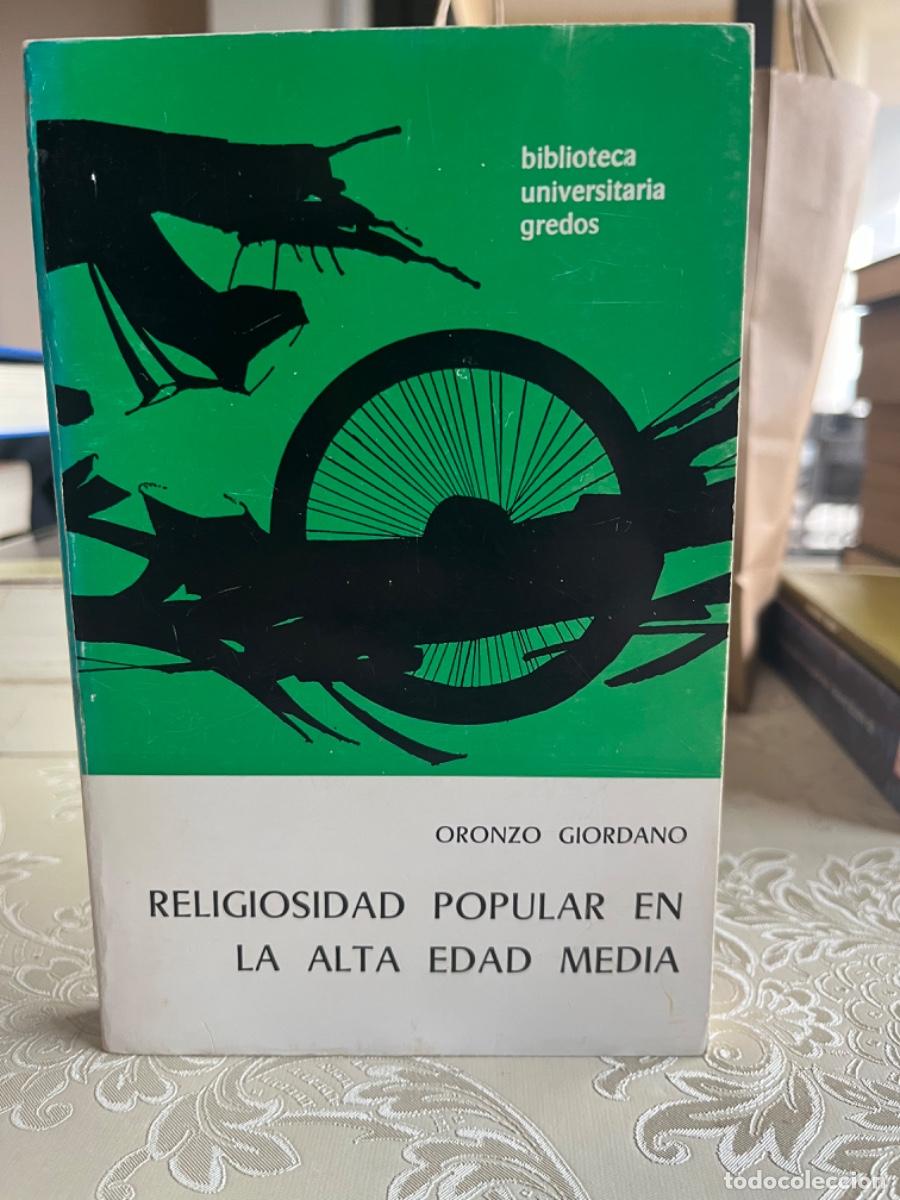 biblioteca
universitaria
gredos
ORONZO GIORDANO
RELIGIOSIDAD POPULAR EN
LA ALTA EDAD MEDIA
todocoleccion